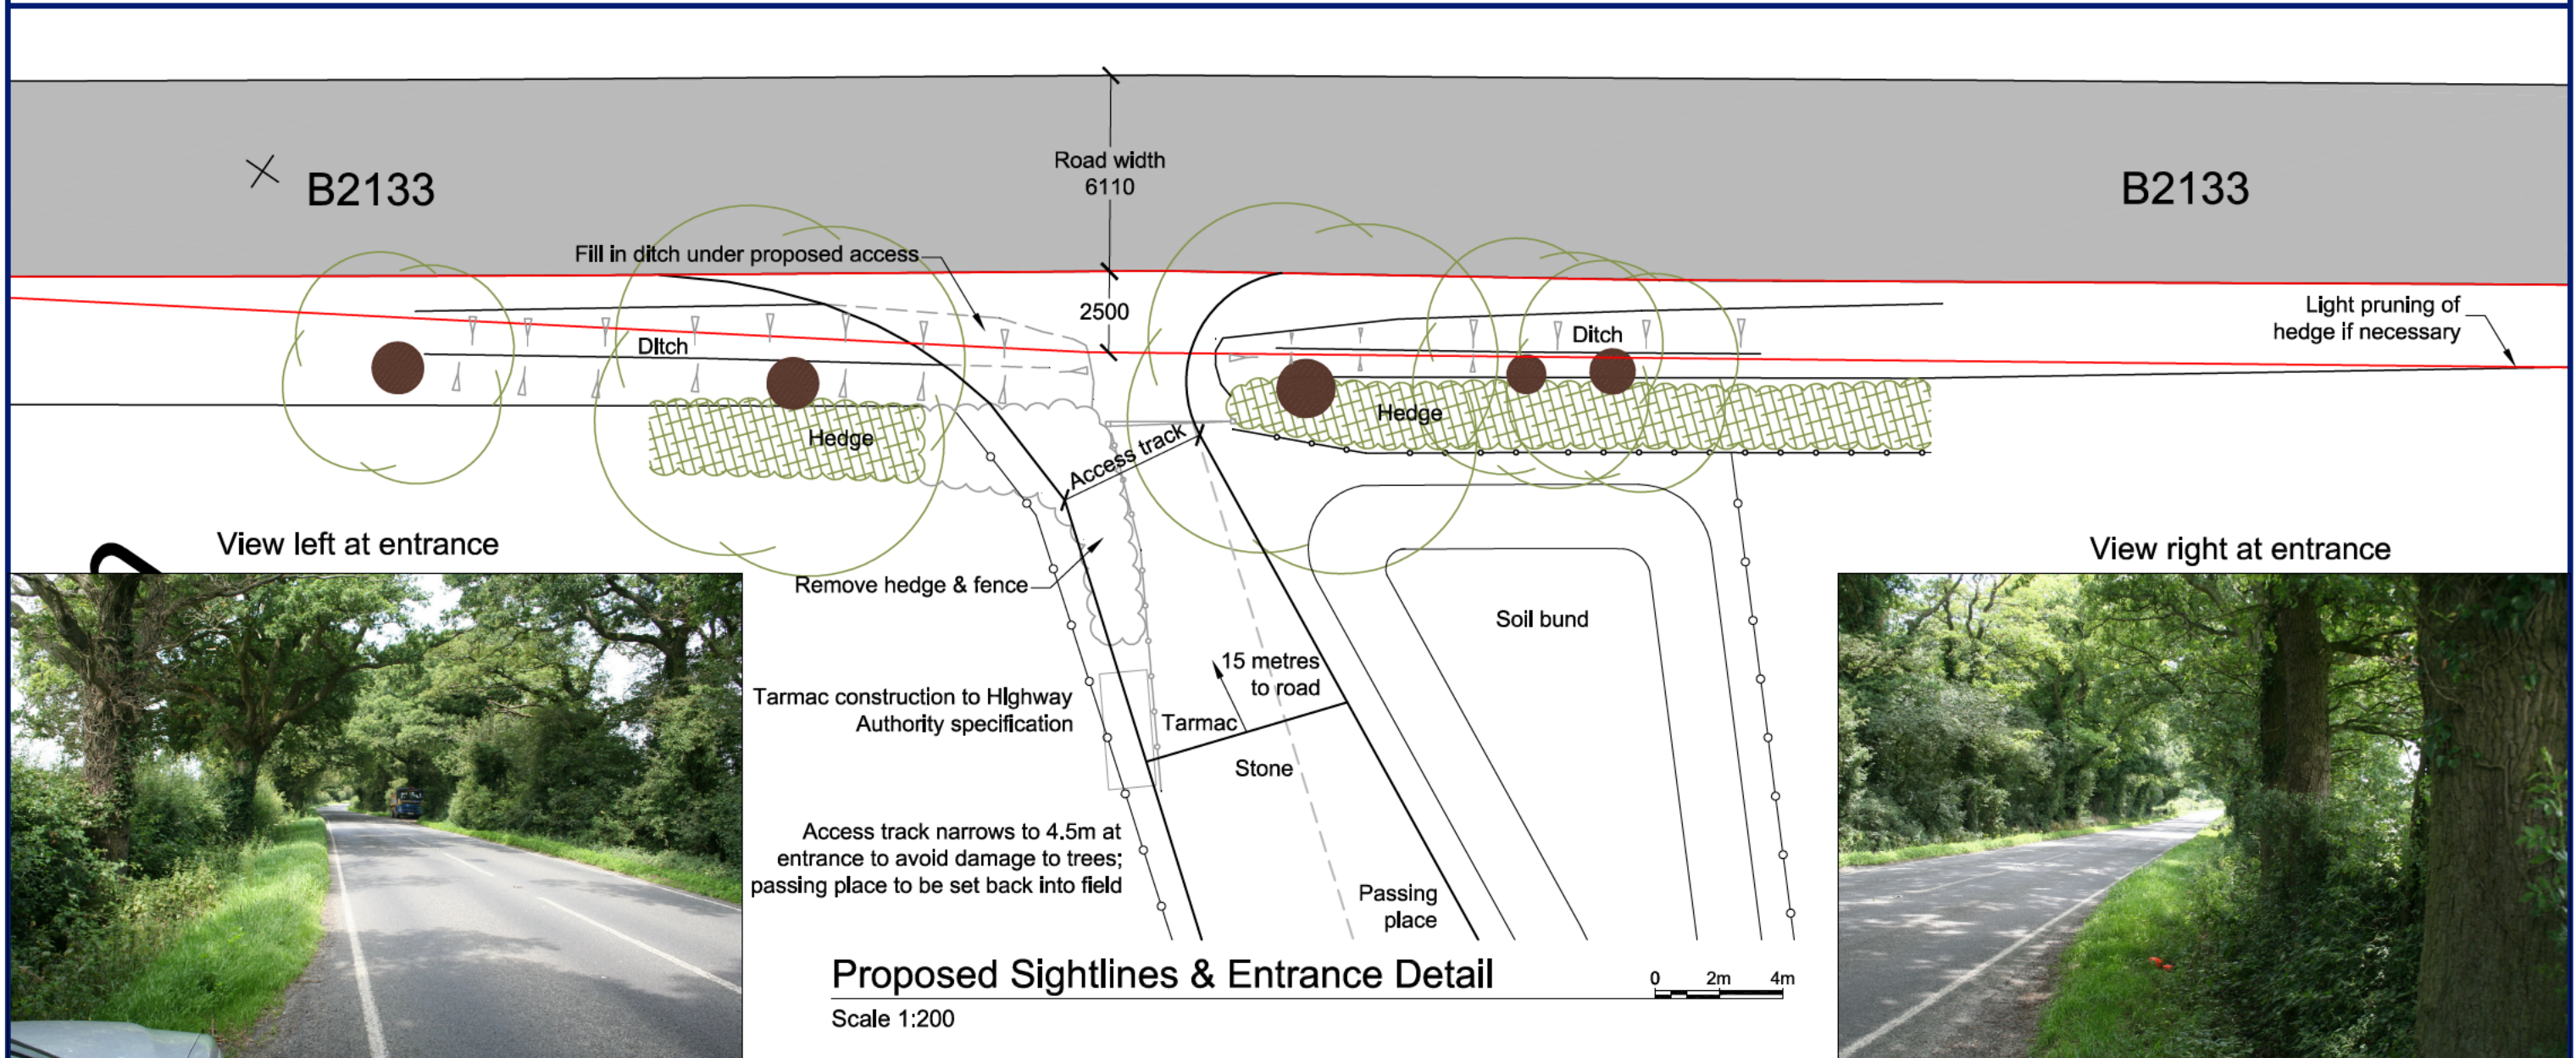 Road width
6110
B2133
B2133
Fill in ditch under proposed access
2500
Light pruning of
hedge if necessary
DItch
Ditch
Hedge
Hedge
Access track
View left at entrance
View right at entrance
Remove hedge & fence
Soil bund
15 metres
to road
Tarmac construction to HIghway
Authority specification
Tarmac
Stone
Access track narrows to 4.5m at
entrance to avoid damage to trees;
passing place to be set back into field
Passing
place
Proposed Sightlines & Entrance Detail
0 2m 4m
Scale 1:200